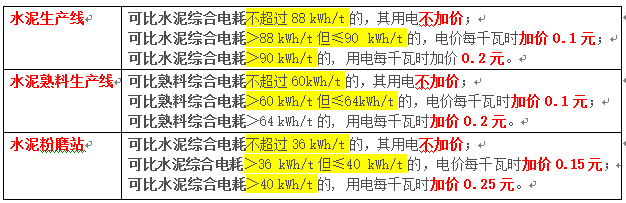 水泥生产线 可比水泥综合电耗不超过 88 kWh/t 的，其用电不加价；
可比水泥综合电耗＞88 kWh/t 但≤90 kWh/t 的，电价每千瓦时加价 0.1 元；
可比水泥综合电耗＞90 kWh/t 的，用电每千瓦时加价 0.2 元。
水泥熟料生产线 可比熟料综合电耗不超过 60kWh/t 的，其用电不加价；
可比熟料综合电耗＞60 kWh/t 但≤64kWh/t 的，电价每千瓦时加价 0.1 元；
可比熟料综合电耗＞64 kWh/t 的，用电每千瓦时加价 0.2 元。
水泥粉磨站 可比水泥综合电耗不超过 36 kWh/t 的，其用电不加价；
可比水泥综合电耗＞36 kWh/t 但≤40 kWh/t 的，电价每千瓦时加价 0.15 元；
可比水泥综合电耗＞40 kWh/t 的，用电每千瓦时加价 0.25 元。